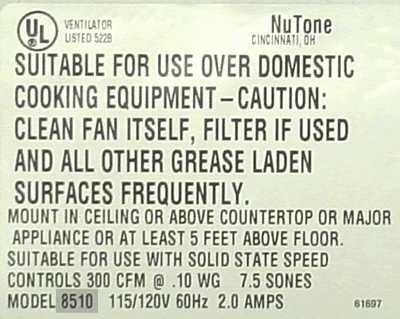 UL VENTILATOR NuTone
LISTED 522B CINCINNATI, OH
SUITABLE FOR USE OVER DOMESTIC
COOKING EQUIPMENT – CAUTION:
CLEAN FAN ITSELF, FILTER IF USED
AND ALL OTHER GREASE LADEN
SURFACES FREQUENTLY.
MOUNT IN CEILING OR ABOVE COUNTERTOP OR MAJOR
APPLIANCE OR AT LEAST 5 FEET ABOVE FLOOR.
SUITABLE FOR USE WITH SOLID STATE SPEED
CONTROLS 300 CFM @ .10 WG 7.5 SONES
MODEL 8510 115/120V 60Hz 2.0 AMPS 61697